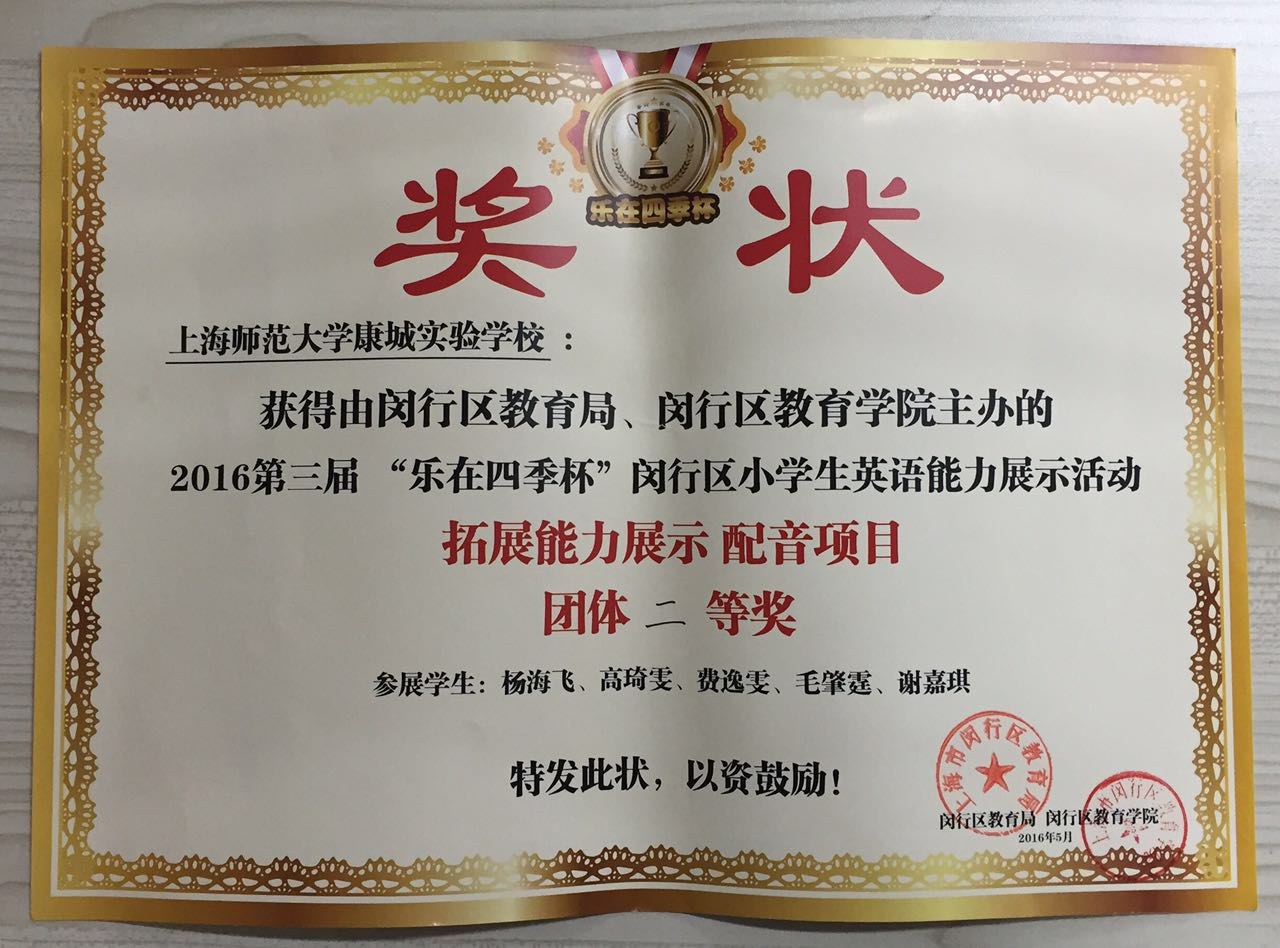 乐在四季杯
奖 状
上海师范大学康城实验学校：
获得由闵行区教育局、闵行区教育学院主办的
2016第三届 “乐在四季杯”闵行区小学生英语能力展示活动
拓展能力展示 配音项目
团体 二 等奖
参展学生：杨海飞、高琦雯、费逸雯、毛肇霆、谢嘉琪
特发此状，以资鼓励！
上海市闵行区教育局
闵行区教育局 闵行区教育学院
2016年5月
上海市闵行区教育